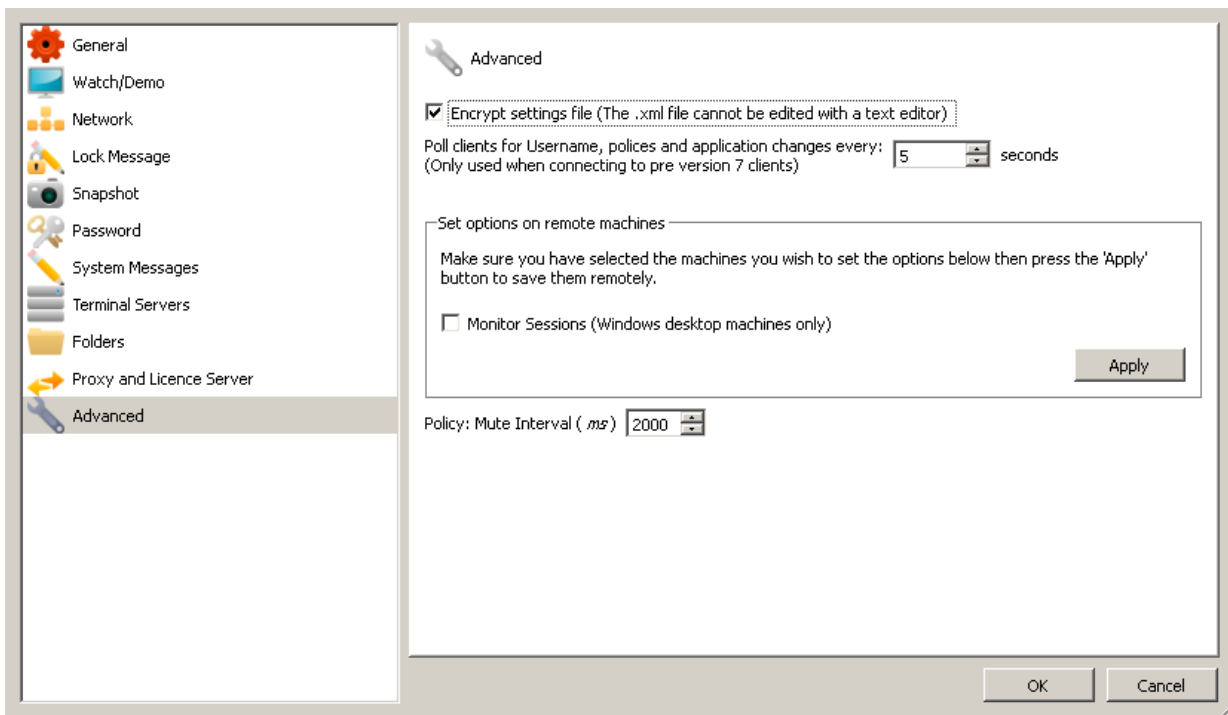 General
Watch/Demo
Network
Lock Message
Snapshot
Password
System Messages
Terminal Servers
Folders
Proxy and Licence Server
Advanced
Advanced
Encrypt settings file (The .xml file cannot be edited with a text editor)
Poll clients for Username, polices and application changes every: 5 seconds
(Only used when connecting to pre version 7 clients)
Set options on remote machines
Make sure you have selected the machines you wish to set the options below then press the 'Apply'
button to save them remotely.
Monitor Sessions (Windows desktop machines only)
Apply
Policy: Mute Interval ( ms ) 2000
OK Cancel